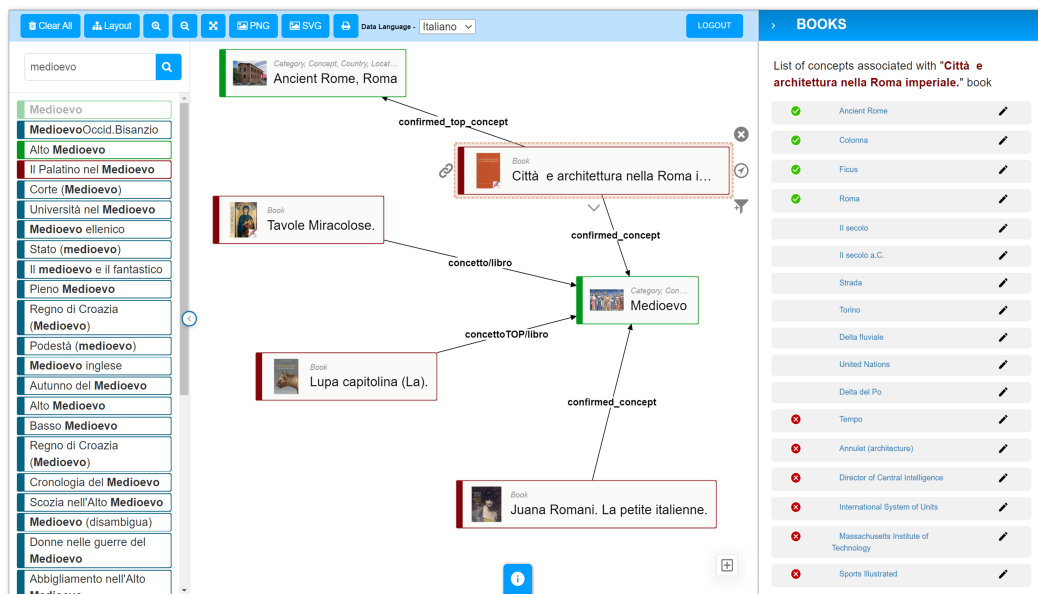 Clear All
Layout
PNG
SVG
Data Language -
Italiano
LOGOUT
medioevo
Medioevo
MedioevoOccid.Bisanzio
Alto Medioevo
Il Palatino nel Medioevo
Corte (Medioevo)
Università nel Medioevo
Medioevo ellenico
Stato (medioevo)
Il medioevo e il fantastico
Pieno Medioevo
Regno di Croazia
(Medioevo)
Podestà (medioevo)
Medioevo inglese
Autunno del Medioevo
Alto Medioevo
Basso Medioevo
Regno di Croazia
(Medioevo)
Cronologia del Medioevo
Scozia nell'Alto Medioevo
Medioevo (disambigua)
Donne nelle guerre del
Medioevo
Abbigliamento nell'Alto
Medioevo
Category, Concept, Country, Locat...
Ancient Rome, Roma
confirmed_top_concept
Book
Città e architettura nella Roma i...
Book
Tavole Miracolose.
confirmed_concept
concetto/libro
Category, Con...
Medioevo
concettoTOP/libro
Book
Lupa capitolina (La).
confirmed_concept
Book
Juana Romani. La petite italienne.
BOOKS
List of concepts associated with "Città e
architettura nella Roma imperiale." book
Ancient Rome
Colonna
Ficus
Roma
II secolo
II secolo a.C.
Strada
Torino
Delta fluviale
United Nations
Delta del Po
Tempo
Annulet (architecture)
Director of Central Intelligence
International System of Units
Massachusetts Institute of
Technology
Sports Illustrated